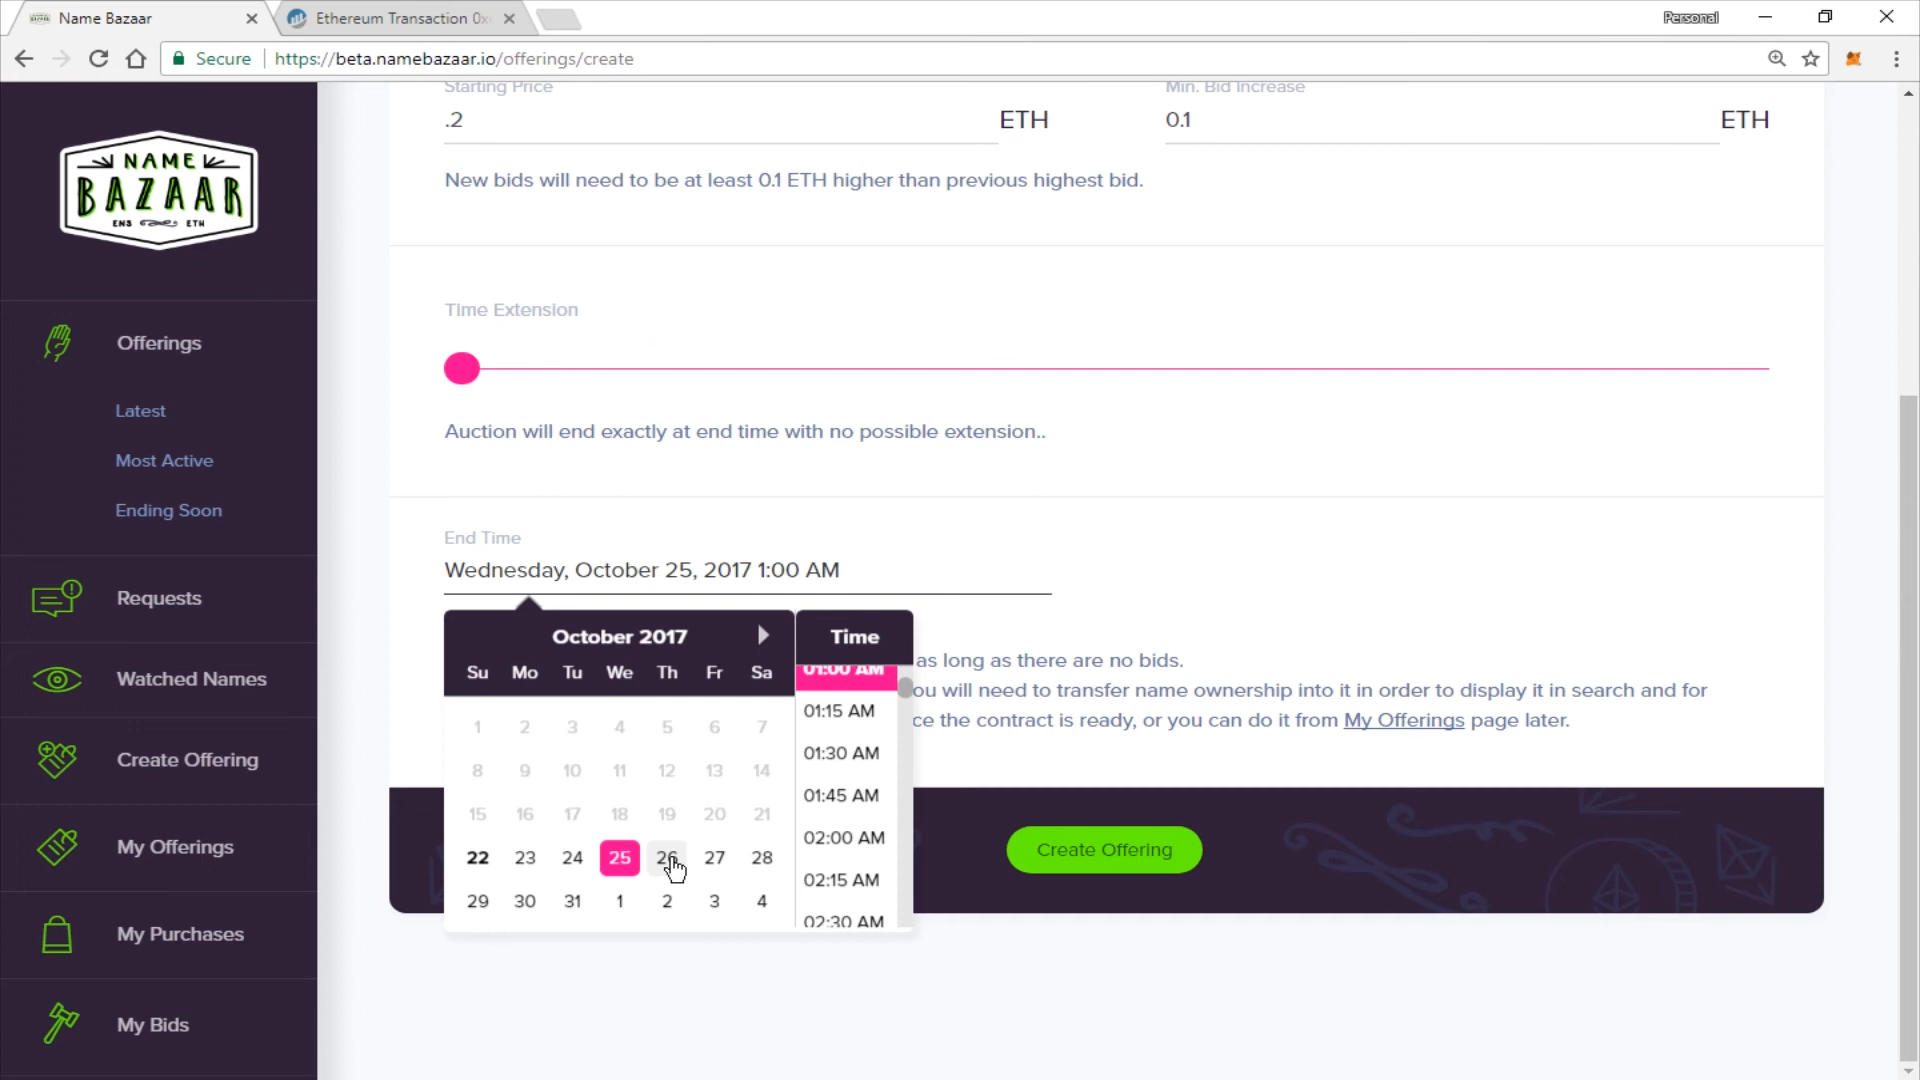 Name Bazaar
Ethereum Transaction 0x
Personal
Secure
https://beta.namebazaar.io/offerings/create
NAME
BAZAAR
ENS ETH
Offerings
Latest
Most Active
Ending Soon
Requests
Watched Names
Create Offering
My Offerings
My Purchases
My Bids
Starting Price
.2 ETH
Min. Bid Increase
0.1 ETH
New bids will need to be at least 0.1 ETH higher than previous highest bid.
Time Extension
Auction will end exactly at end time with no possible extension..
End Time
Wednesday, October 25, 2017 1:00 AM
October 2017
Su Mo Tu We Th Fr Sa
1 2 3 4 5 6 7
8 9 10 11 12 13 14
15 16 17 18 19 20 21
22 23 24 25 26 27 28
29 30 31 1 2 3 4
Time
01:00 AM
01:15 AM
01:30 AM
01:45 AM
02:00 AM
02:15 AM
02:30 AM
as long as there are no bids.
ou will need to transfer name ownership into it in order to display it in search and for
ce the contract is ready, or you can do it from My Offerings page later.
Create Offering